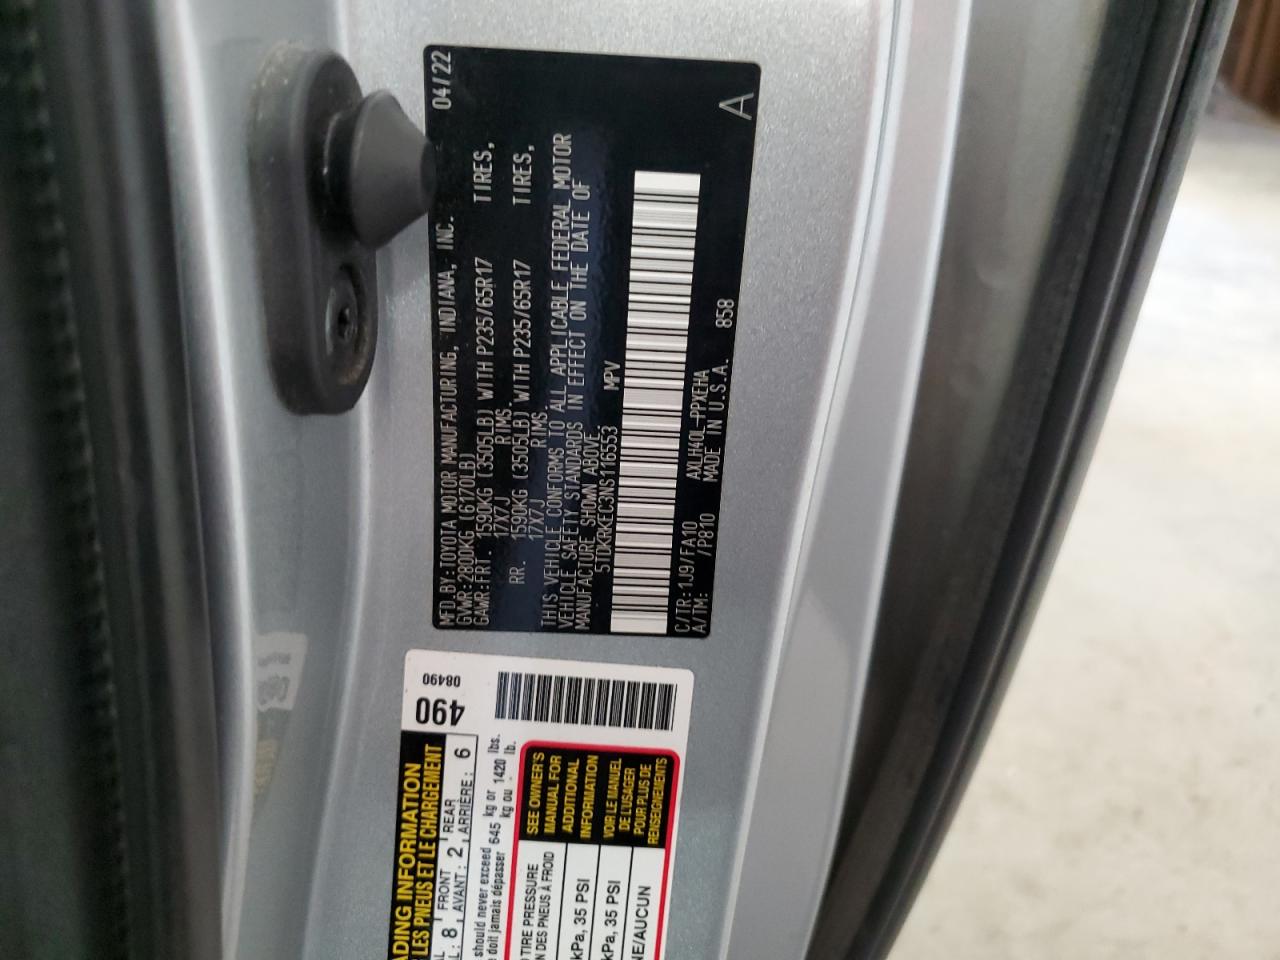 04/22
MFD.BY:TOYOTA MOTOR MANUFACTURING, INDIANA, INC.
GVWR:2800KG (6170LB)
GAWR:FRT. 1590KG (3505LB) WITH P235/65R17 TIRES,
17X7J RIMS.
RR. 1590KG (3505LB) WITH P235/65R17 TIRES,
17X7J RIMS.
THIS VEHICLE CONFORMS TO ALL APPLICABLE FEDERAL MOTOR
VEHICLE SAFETY STANDARDS IN EFFECT ON THE DATE OF
MANUFACTURE SHOWN ABOVE.
5TDKRKEC3NS116553 MPV
C/TR:1J9/FA10 AXLH40L-PPXEHA
A/TM: /P810 MADE IN U.S.A. 858
A
08490
490
INFORMATION
LES PNEUS ET LE CHARGEMENT
FRONT 2 REAR 6
8 AVANT : 2 ARRIÈRE : 6
should never exceed 645 kg or 1420 lbs.
doit jamais dépasser kg ou lb.
TIRE PRESSURE
DES PNEUS À FROID
kPa, 35 PSI
kPa, 35 PSI
AUCUN
SEE OWNER'S
MANUAL FOR
ADDITIONAL
INFORMATION
VOIR LE MANUEL
DE L'USAGER
POUR PLUS DE
RENSEIGNEMENTS